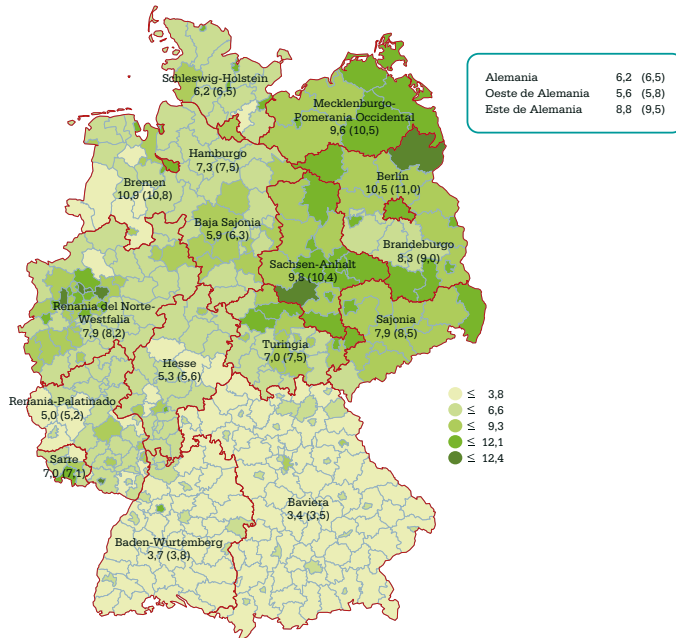 Schleswig-Holstein
6,2 (6,5)
Mecklenburgo-
Pomerania Occidental
9,6 (10,5)
Alemania 6,2 (6,5)
Oeste de Alemania 5,6 (5,8)
Este de Alemania 8,8 (9,5)
Hamburgo
7,3 (7,5)
Bremen
10,9 (10,8)
Berlín
10,5 (11,0)
Baja Sajonia
5,9 (6,3)
Brandeburgo
8,3 (9,0)
Sachsen-Anhalt
9,8 (10,4)
Renania del Norte-
Westfalia
7,9 (8,2)
Sajonia
7,9 (8,5)
Turingia
7,0 (7,5)
Hesse
5,3 (5,6)
Renania-Palatinado
5,0 (5,2)
≤ 3,8
≤ 6,6
≤ 9,3
≤ 12,1
≤ 12,4
Sarre
7,0 (7,1)
Baviera
3,4 (3,5)
Baden-Wurtemberg
3,7 (3,8)